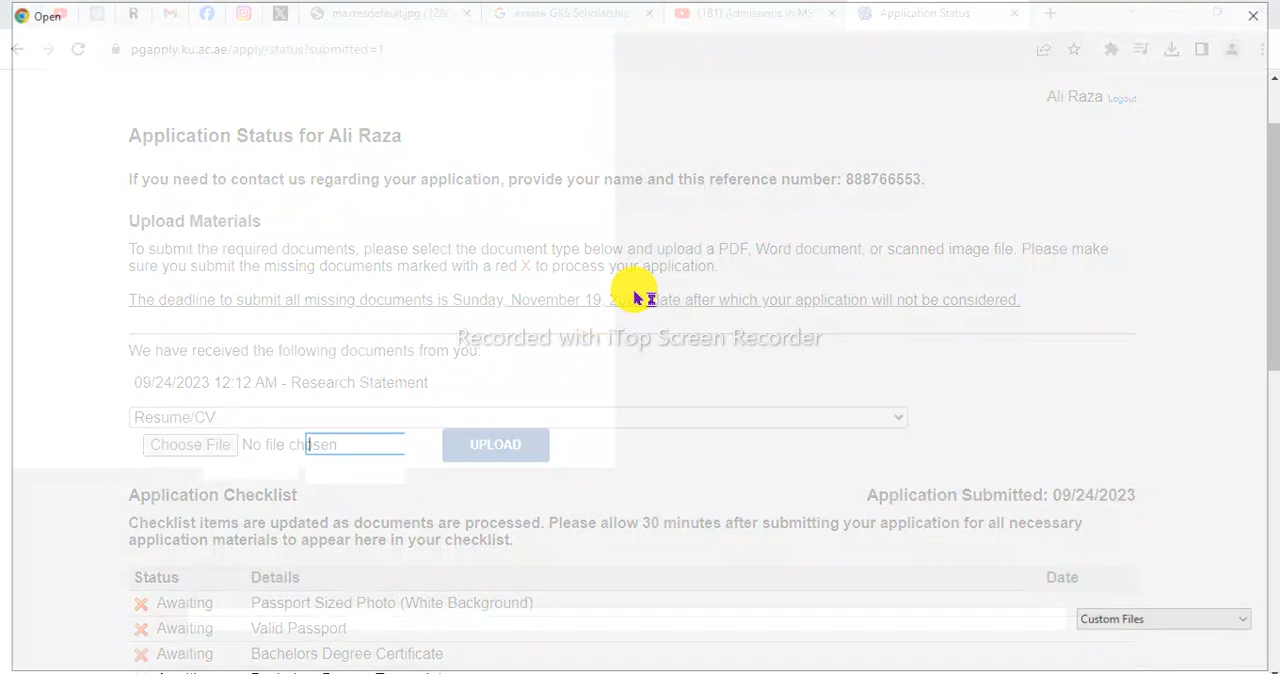 Open
maxresdefault.jpg (128
GKS Scholarship
(181) Admissions in MS
Application Status
pgapply.ku.ac.ae/apply/status?submitted=1
Ali Raza Logout
Application Status for Ali Raza
If you need to contact us regarding your application, provide your name and this reference number: 888766553.
Upload Materials
To submit the required documents, please select the document type below and upload a PDF, Word document, or scanned image file. Please make
sure you submit the missing documents marked with a red X to process your application.
The deadline to submit all missing documents is Sunday, November 19, date after which your application will not be considered.
Recorded with iTop Screen Recorder
We have received the following documents from you:
09/24/2023 12:12 AM - Research Statement
Resume/CV
Choose File No file chosen UPLOAD
Application Checklist Application Submitted: 09/24/2023
Checklist items are updated as documents are processed. Please allow 30 minutes after submitting your application for all necessary
application materials to appear here in your checklist.
Status Details Date
Awaiting Passport Sized Photo (White Background)
Custom Files
Awaiting Valid Passport
Awaiting Bachelors Degree Certificate